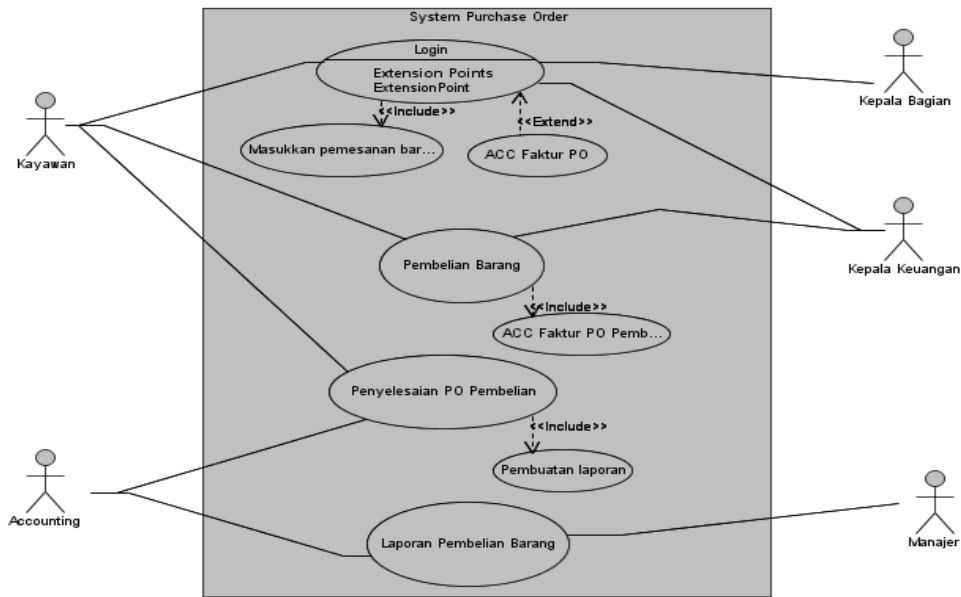 System Purchase Order
Login
Extension Points
ExtensionPoint
<<Include>>
<<Extend>>
Masukkan pemesanan bar...
ACC Faktur PO
Kepala Bagian
Kayawan
Pembelian Barang
Kepala Keuangan
<<Include>>
ACC Faktur PO Pemb...
Penyelesaian PO Pembelian
<<Include>>
Pembuatan laporan
Accounting
Laporan Pembelian Barang
Manajer